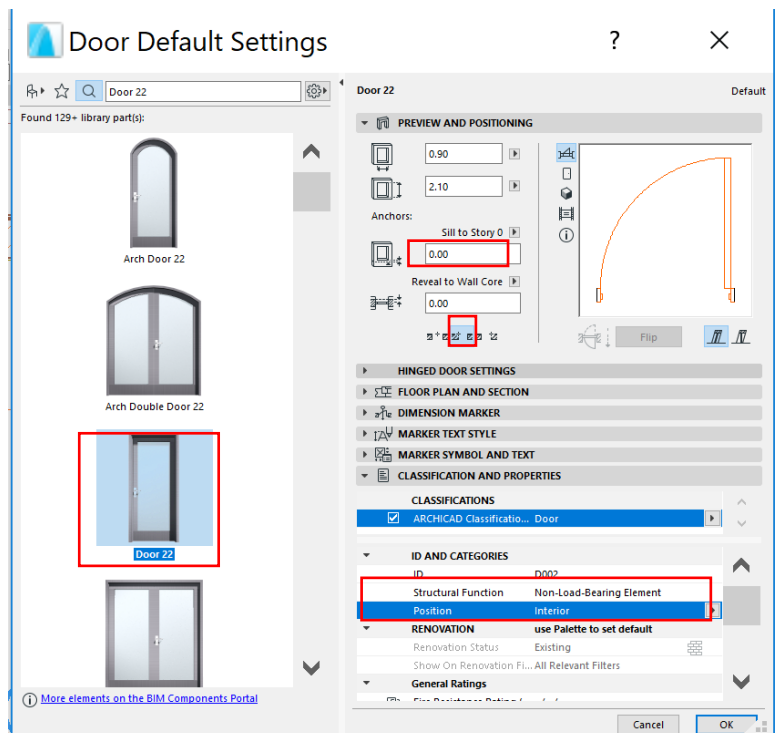 Door Default Settings
?
Door 22
Found 129+ library part(s):
Arch Door 22
Arch Double Door 22
Door 22
More elements on the BIM Components Portal
Door 22
Default
PREVIEW AND POSITIONING
0.90
2.10
Anchors:
Sill to Story 0
0.00
Reveal to Wall Core
0.00
Flip
HINGED DOOR SETTINGS
FLOOR PLAN AND SECTION
DIMENSION MARKER
MARKER TEXT STYLE
MARKER SYMBOL AND TEXT
CLASSIFICATION AND PROPERTIES
CLASSIFICATIONS
ARCHICAD Classificatio... Door
ID AND CATEGORIES
ID D002
Structural Function Non-Load-Bearing Element
Position Interior
RENOVATION use Palette to set default
Renovation Status Existing
Show On Renovation Fi... All Relevant Filters
General Ratings
Fire Resistance Rating
Cancel OK